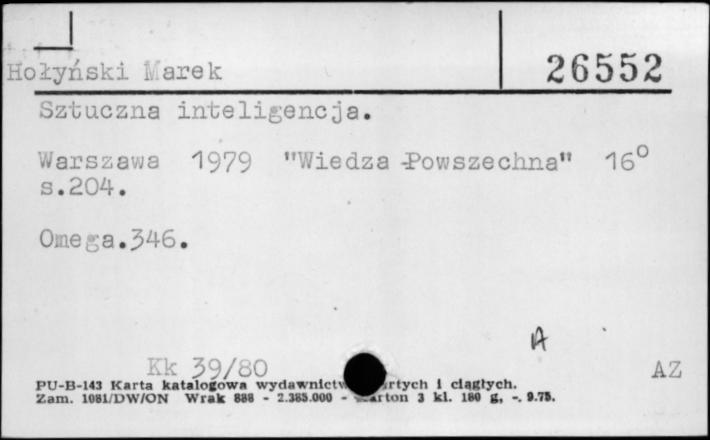 Hołyński Marek
26552
Sztuczna inteligencja.
Warszawa 1979 "Wiedza Powszechna" 16°
s.204.
Omega.346.
A
Kk 39/80
AZ
PU-B-143 Karta katalogowa wydawnictw i ciągłych.
Zam. 1081/DW/ON Wrak 888 - 2.385.000 - 3 kl. 180 g, -. 9.75.